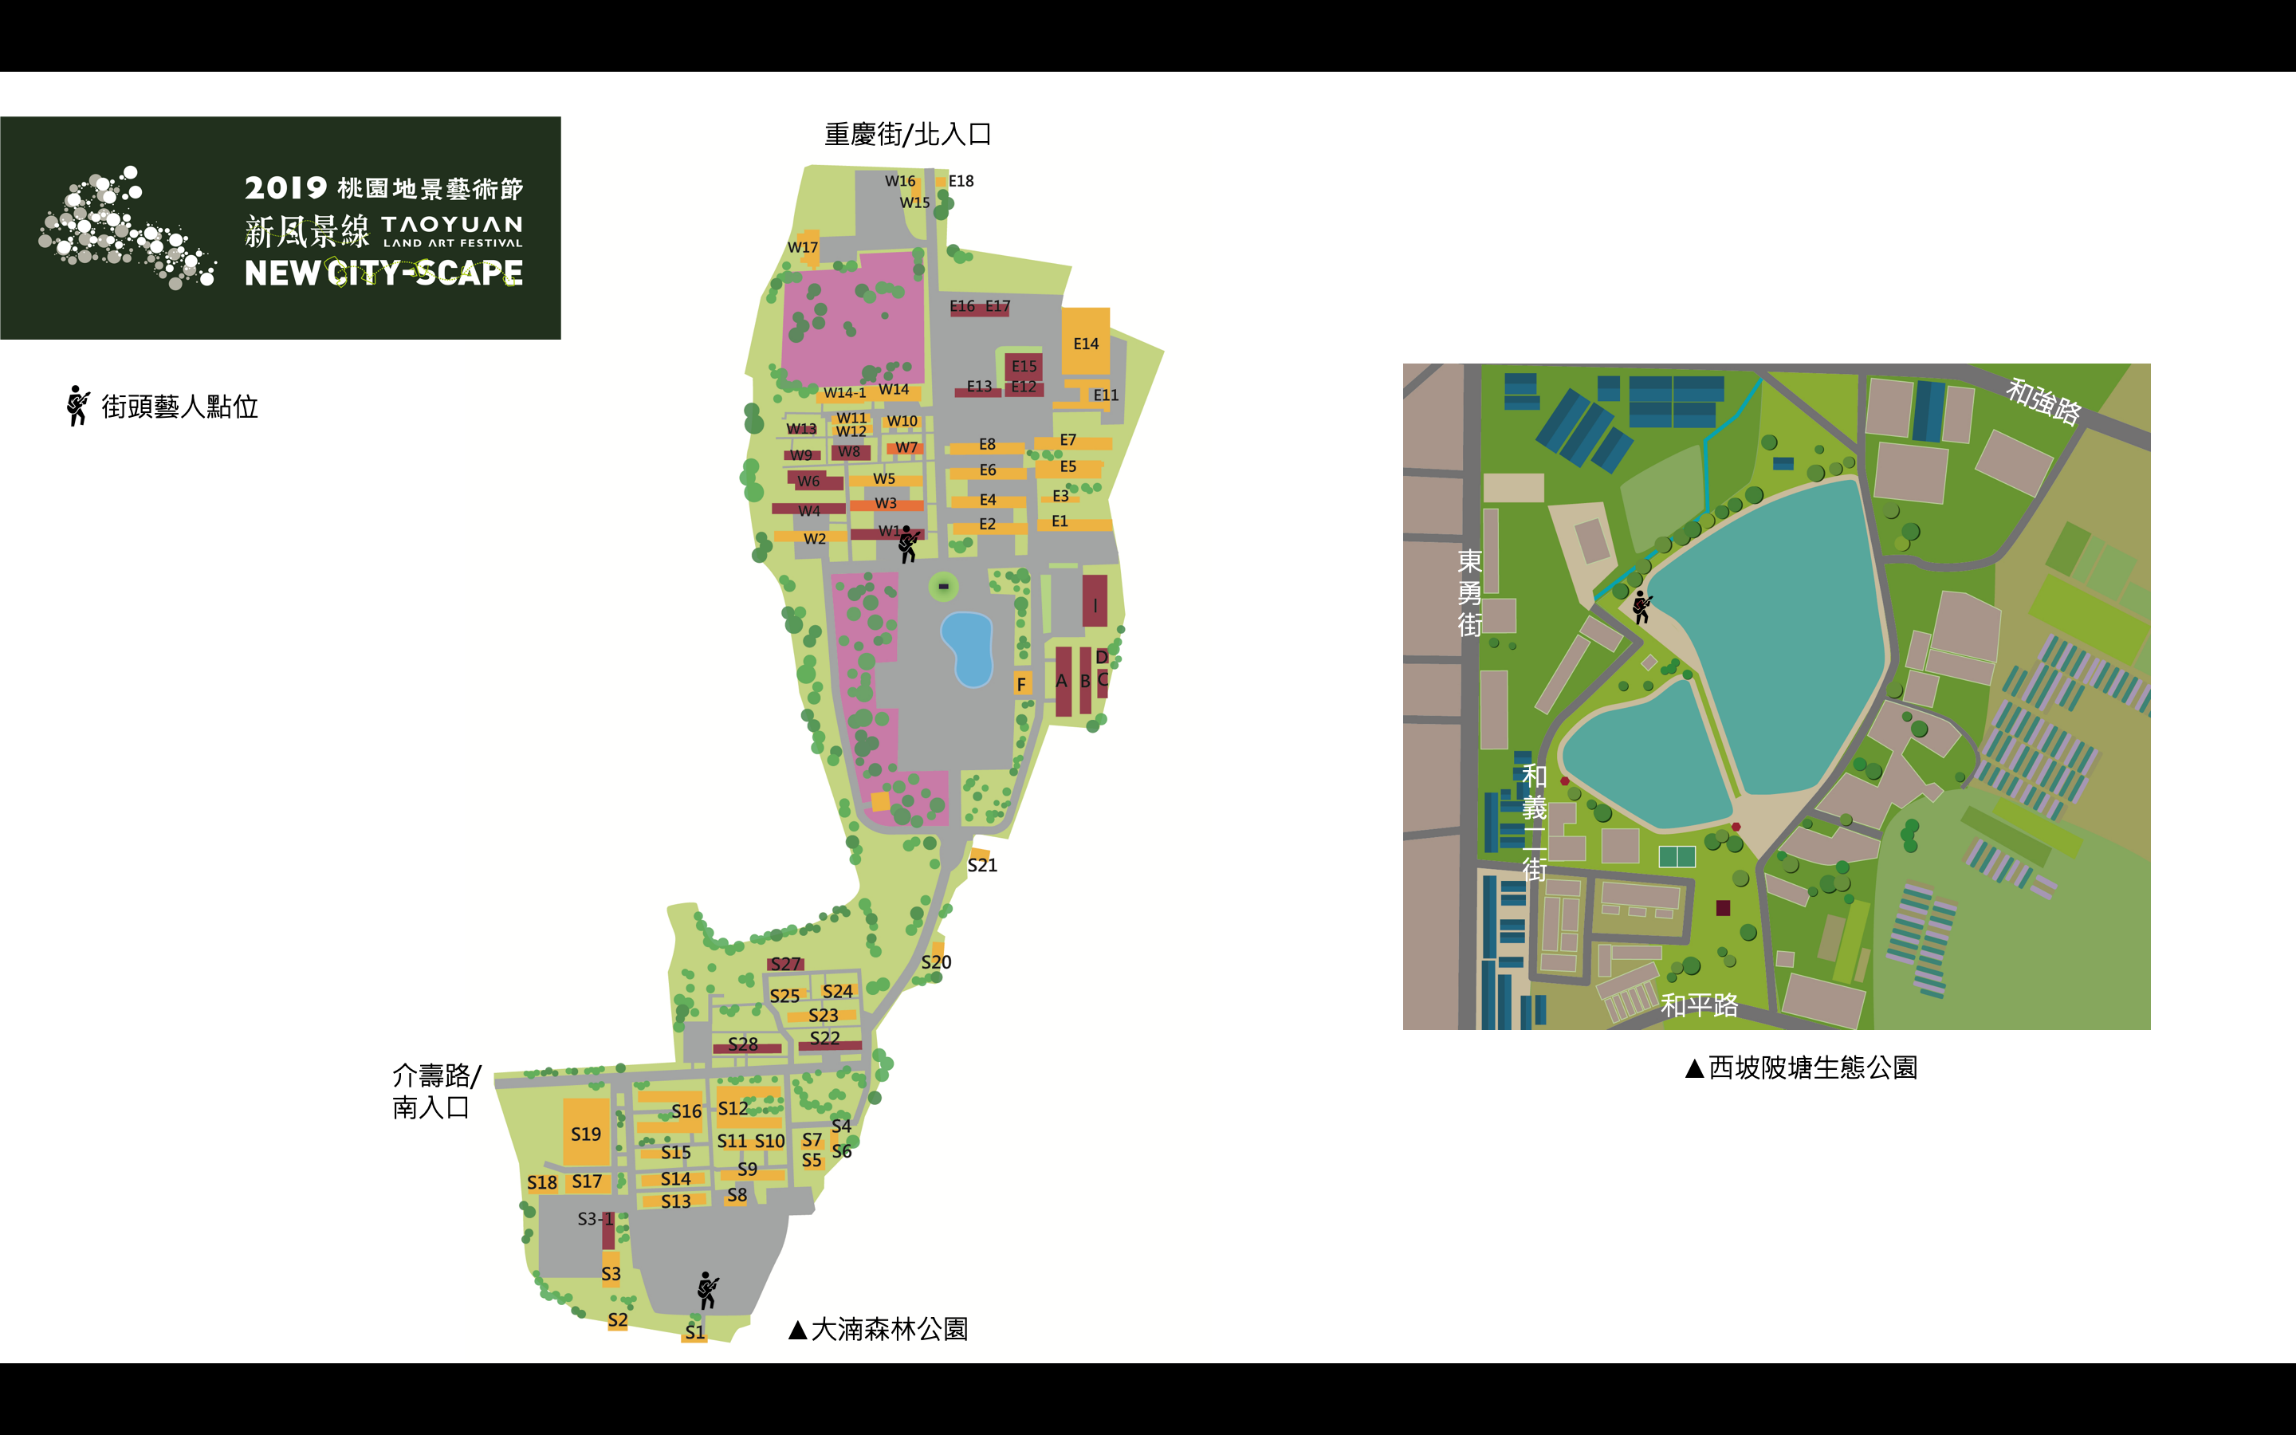 2019 桃園地景藝術節
新風景線 TAOYUAN
LAND ART FESTIVAL
NEW CITY-SCAPE
街頭藝人點位
重慶街/北入口
W16
E18
W15
W17
E16 E17
E14
E15
E13 E12
E11
W14-1 W14
W11 W10
W13 W12
W9 W8 W7
W6 W5
W4 W3
W2 W1
E8 E7
E6 E5
E4 E3
E2 E1
I
D
A B C
F
S21
S20
S27
S25 S24
S23
S28 S22
介壽路/
南入口
S19
S16 S12
S4
S11 S10 S7
S6
S15
S5
S9
S18 S17 S14
S13 S8
S3-1
S3
S2
S1
▲大湳森林公園
和強路
東勇街
和義二街
和平路
▲西坡陂塘生態公園